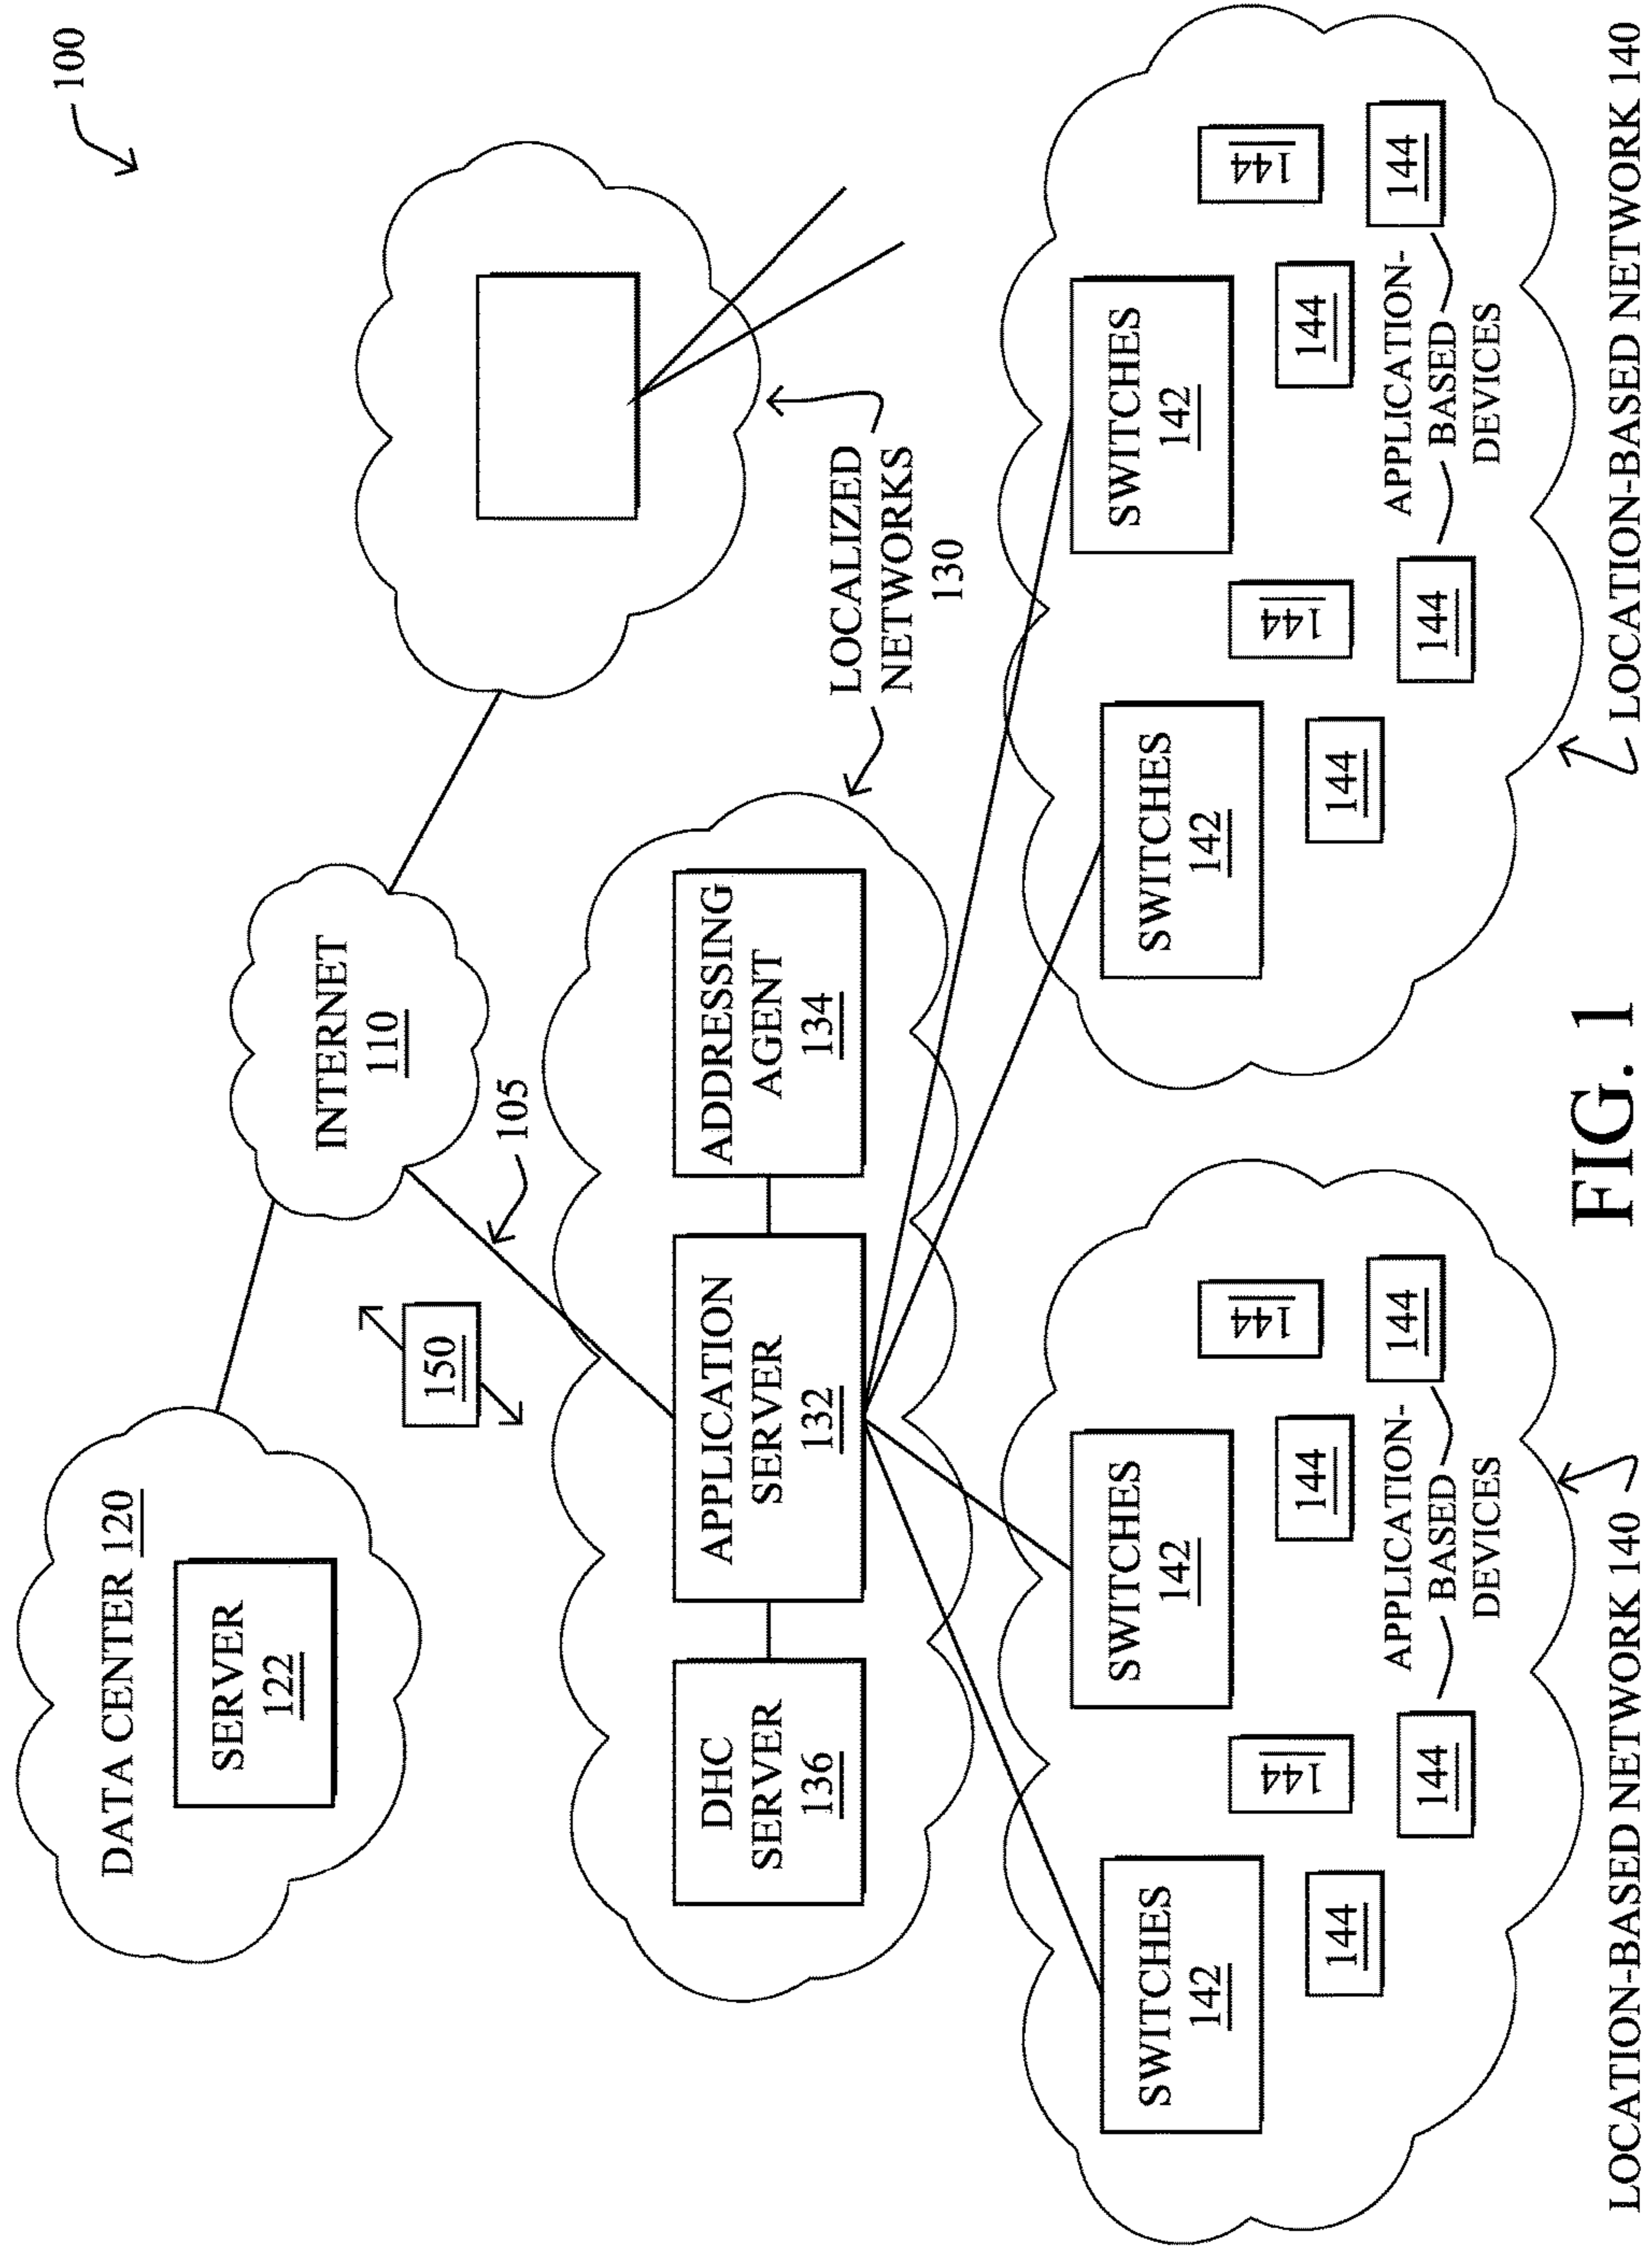 100
DATA CENTER 120
SERVER
122
INTERNET
110
150
105
DHC
SERVER
136
APPLICATION
SERVER
132
ADDRESSING
AGENT
134
LOCALIZED
NETWORKS
130
SWITCHES
142
SWITCHES
142
144
144
144
144
144
144
APPLICATION-
BASED
DEVICES
LOCATION-BASED NETWORK 140
SWITCHES
142
SWITCHES
142
144
144
144
144
144
144
APPLICATION-
BASED
DEVICES
LOCATION-BASED NETWORK 140
FIG. 1